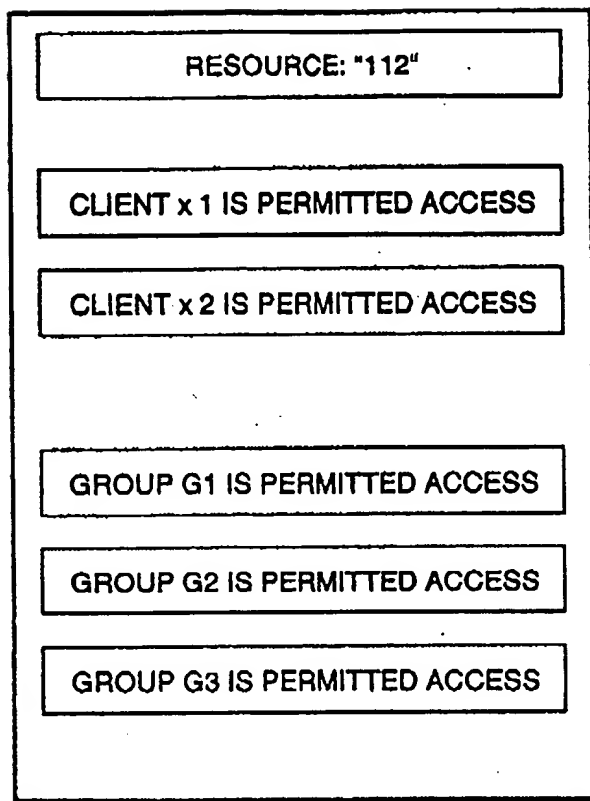 RESOURCE: "112"
CLIENT x 1 IS PERMITTED ACCESS
CLIENT x 2 IS PERMITTED ACCESS
GROUP G1 IS PERMITTED ACCESS
GROUP G2 IS PERMITTED ACCESS
GROUP G3 IS PERMITTED ACCESS